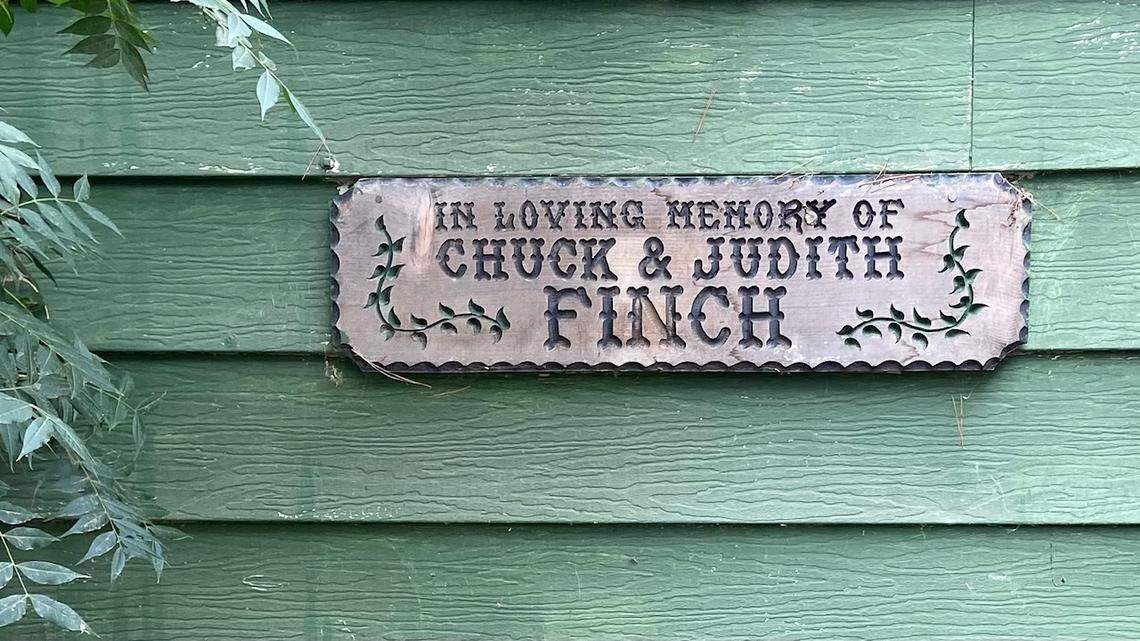 IN LOVING MEMORY OF
CHUCK & JUDITH
FINCH